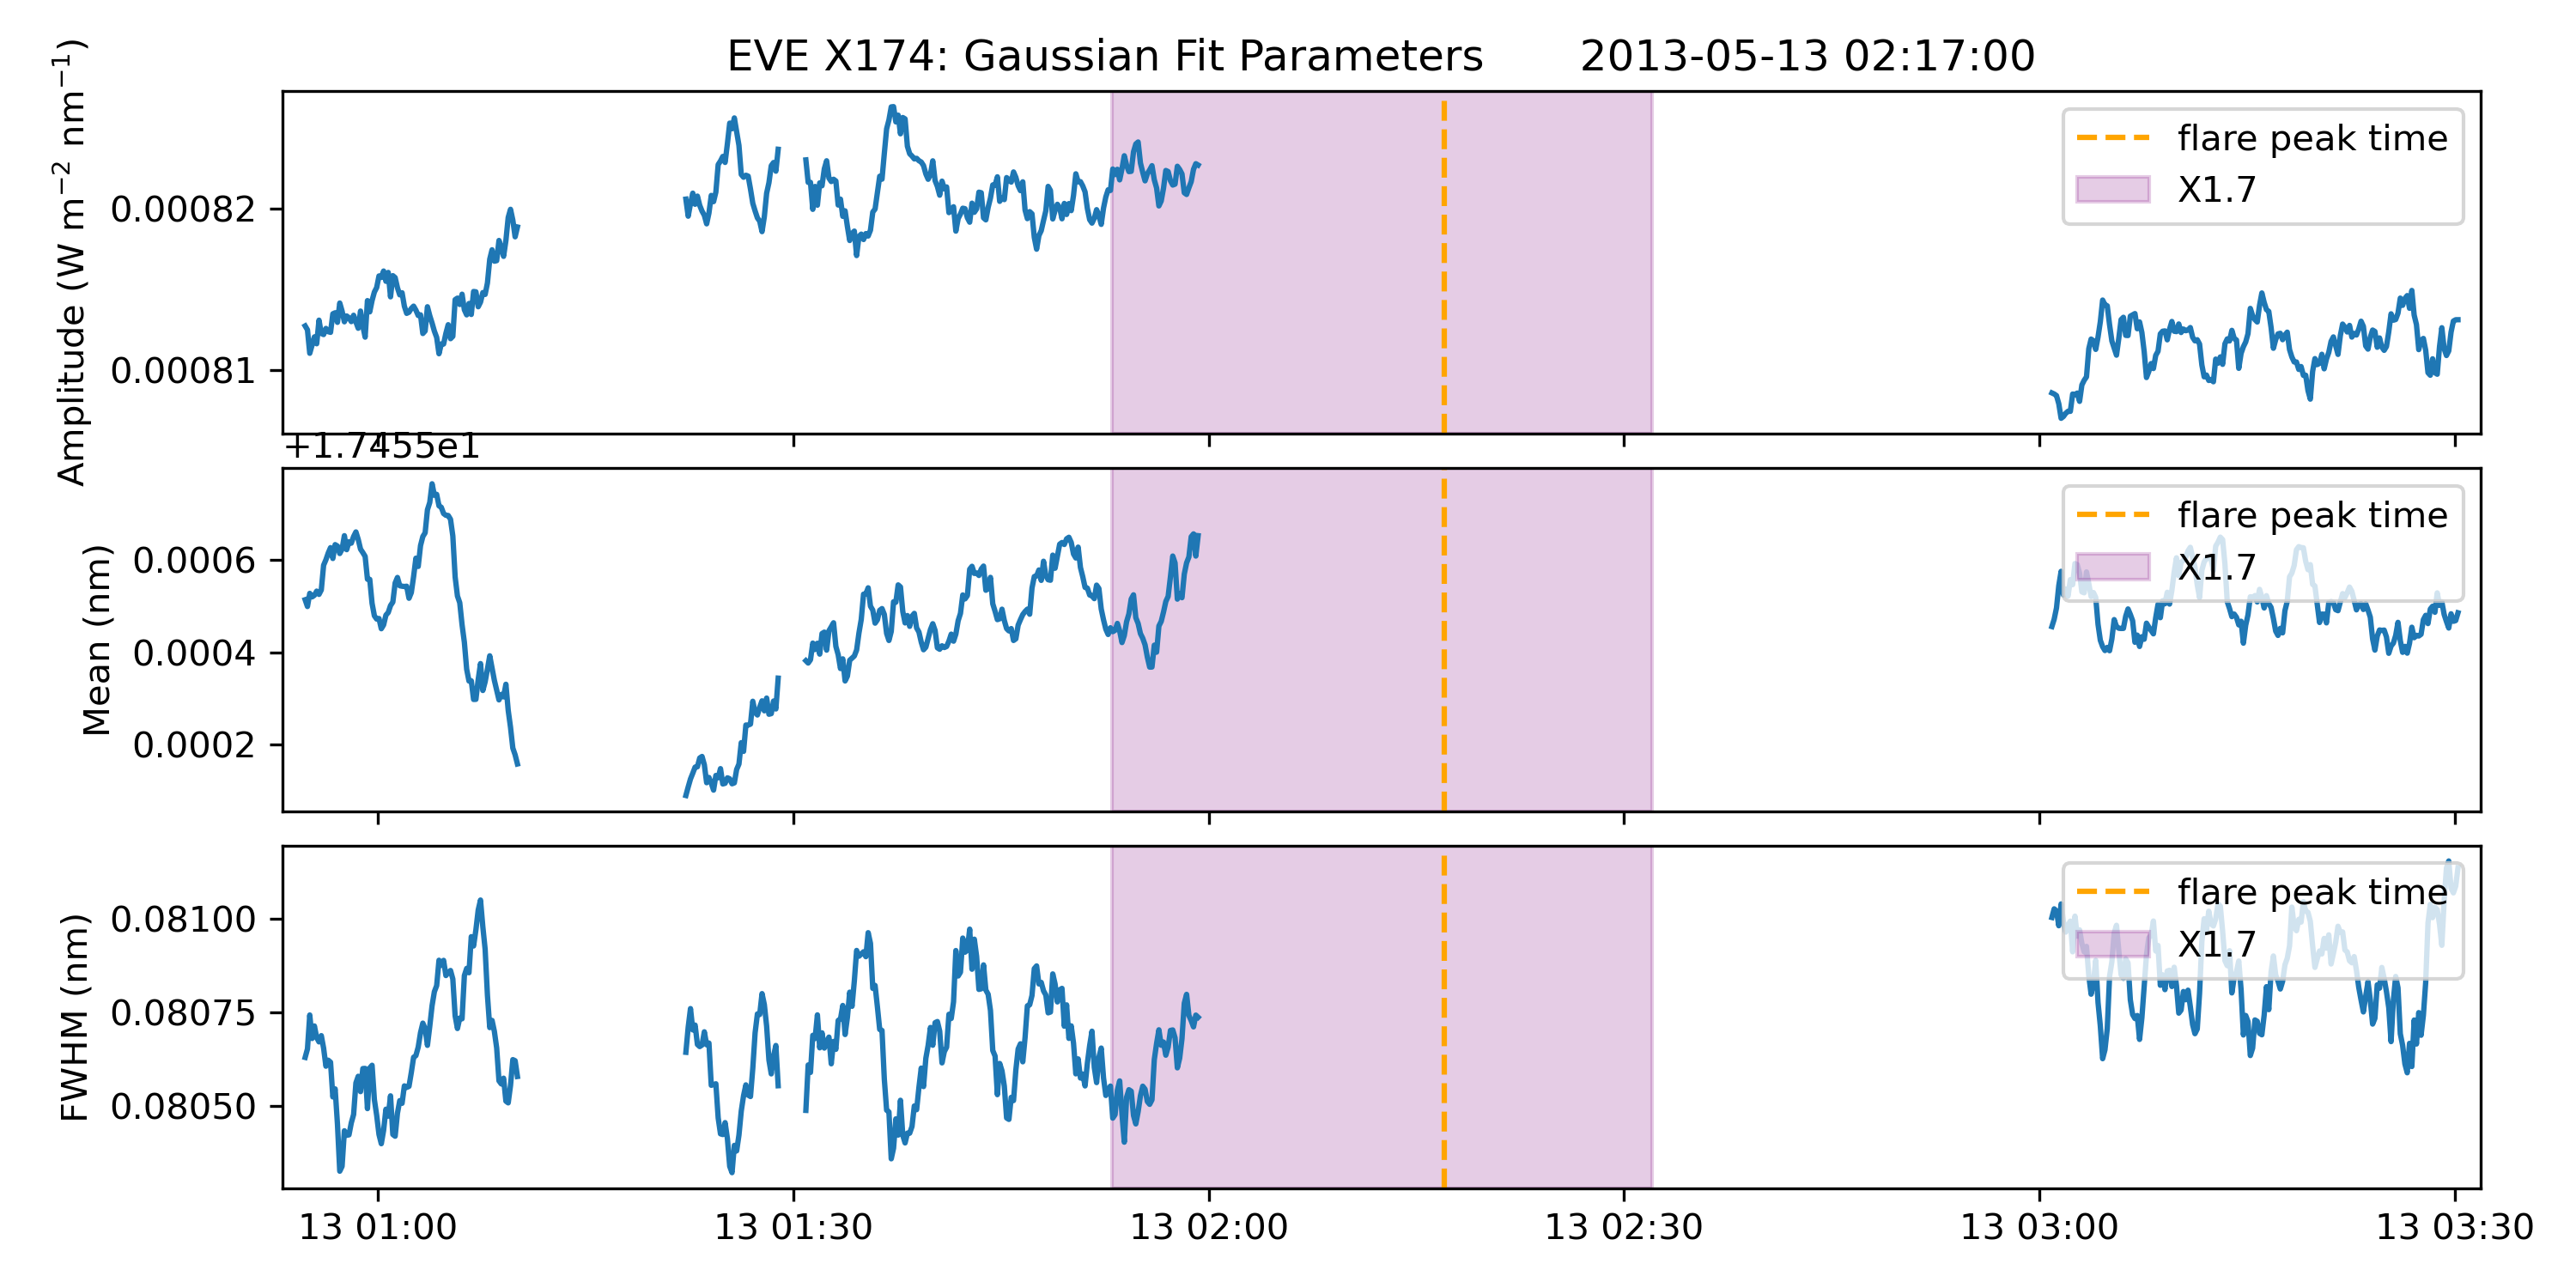 EVE X174: Gaussian Fit Parameters 2013-05-13 02:17:00
Amplitude (W m⁻² nm⁻¹)
0.00082
0.00081
flare peak time
X1.7
+1.7455e1
Mean (nm)
0.0006
0.0004
0.0002
flare peak time
X1.7
FWHM (nm)
0.08100
0.08075
0.08050
flare peak time
X1.7
13 01:00 13 01:30 13 02:00 13 02:30 13 03:00 13 03:30